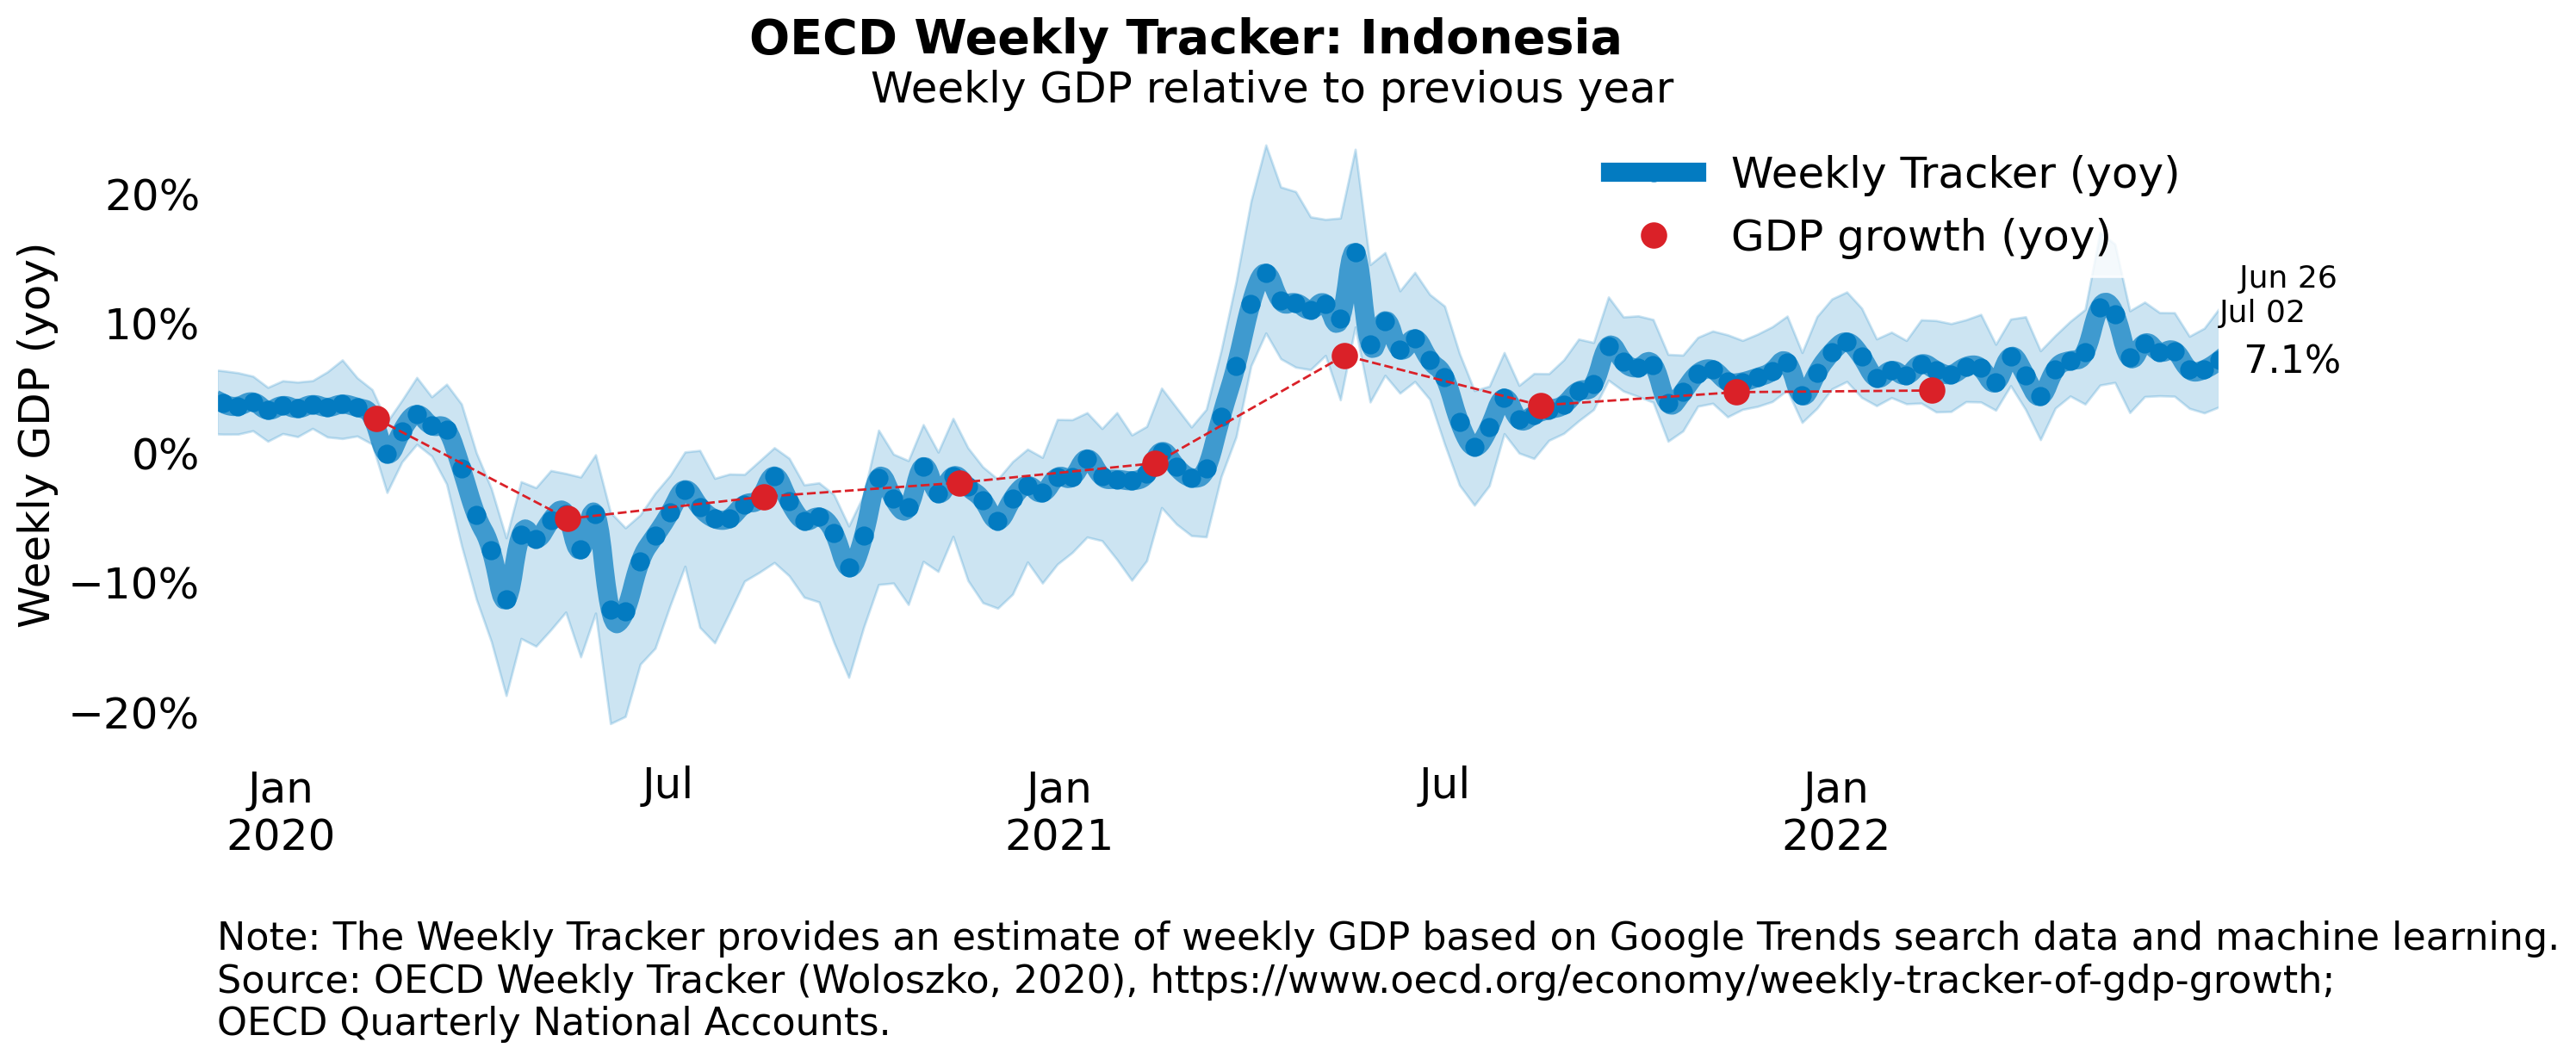 OECD Weekly Tracker: Indonesia
Weekly GDP relative to previous year
Weekly GDP (yoy)
20%
10%
0%
−10%
−20%
Weekly Tracker (yoy)
GDP growth (yoy)
Jun 26
Jul 02
7.1%
Jan
2020
Jul
Jan
2021
Jul
Jan
2022
Note: The Weekly Tracker provides an estimate of weekly GDP based on Google Trends search data and machine learning.
Source: OECD Weekly Tracker (Woloszko, 2020), https://www.oecd.org/economy/weekly-tracker-of-gdp-growth;
OECD Quarterly National Accounts.